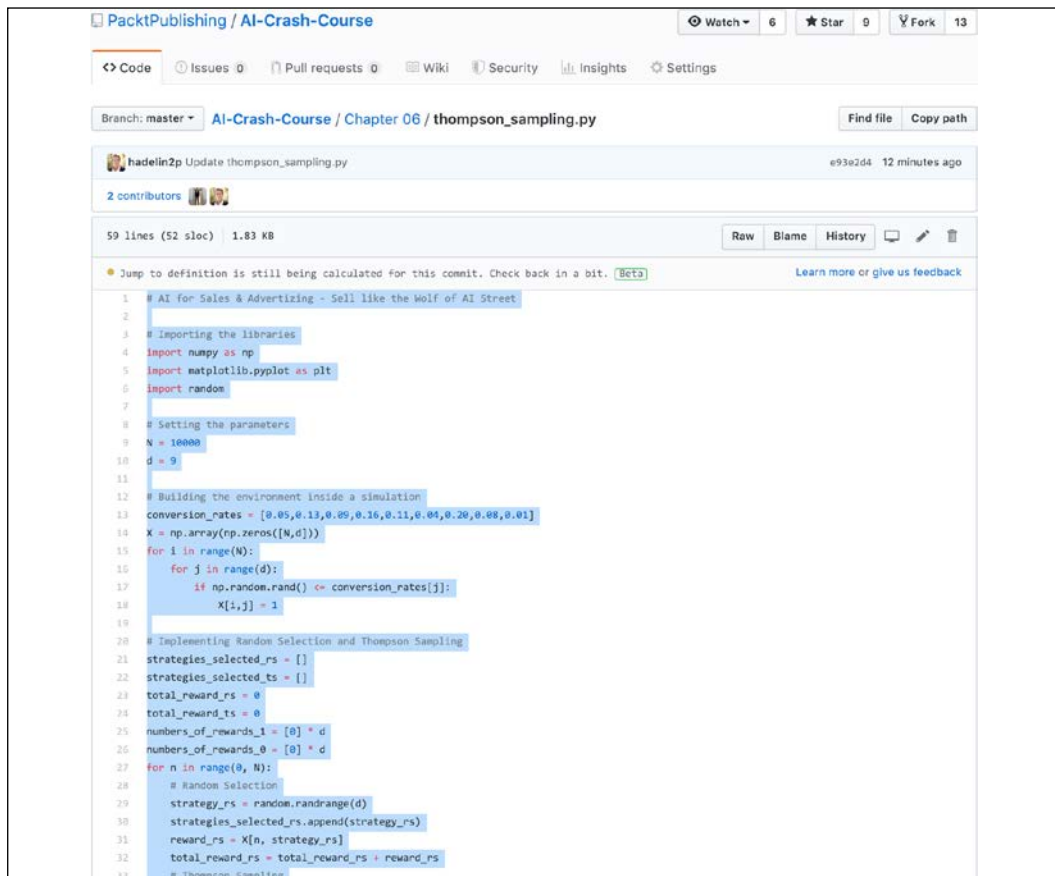 PacktPublishing / AI-Crash-Course
Watch 6 Star 9 Fork 13
Code Issues 0 Pull requests 0 Wiki Security Insights Settings
Branch: master AI-Crash-Course / Chapter 06 / thompson_sampling.py Find file Copy path
hadelin2p Update thompson_sampling.py e93e2d4 12 minutes ago
2 contributors
59 lines (52 sloc) 1.83 KB Raw Blame History
Jump to definition is still being calculated for this commit. Check back in a bit. Beta Learn more or give us feedback
1 # AI for Sales & Advertizing - Sell like the Wolf of AI Street
2
3 # Importing the libraries
4 import numpy as np
5 import matplotlib.pyplot as plt
6 import random
7
8 # Setting the parameters
9 N = 10000
10 d = 9
11
12 # Building the environment inside a simulation
13 conversion_rates = [0.05,0.13,0.09,0.16,0.11,0.04,0.20,0.08,0.01]
14 X = np.array(np.zeros([N,d]))
15 for i in range(N):
16     for j in range(d):
17         if np.random.rand() <= conversion_rates[j]:
18             X[i,j] = 1
19
20 # Implementing Random Selection and Thompson Sampling
21 strategies_selected_rs = []
22 strategies_selected_ts = []
23 total_reward_rs = 0
24 total_reward_ts = 0
25 numbers_of_rewards_1 = [0] * d
26 numbers_of_rewards_0 = [0] * d
27 for n in range(0, N):
28     # Random Selection
29     strategy_rs = random.randrange(d)
30     strategies_selected_rs.append(strategy_rs)
31     reward_rs = X[n, strategy_rs]
32     total_reward_rs = total_reward_rs + reward_rs
33     # Thompson Sampling